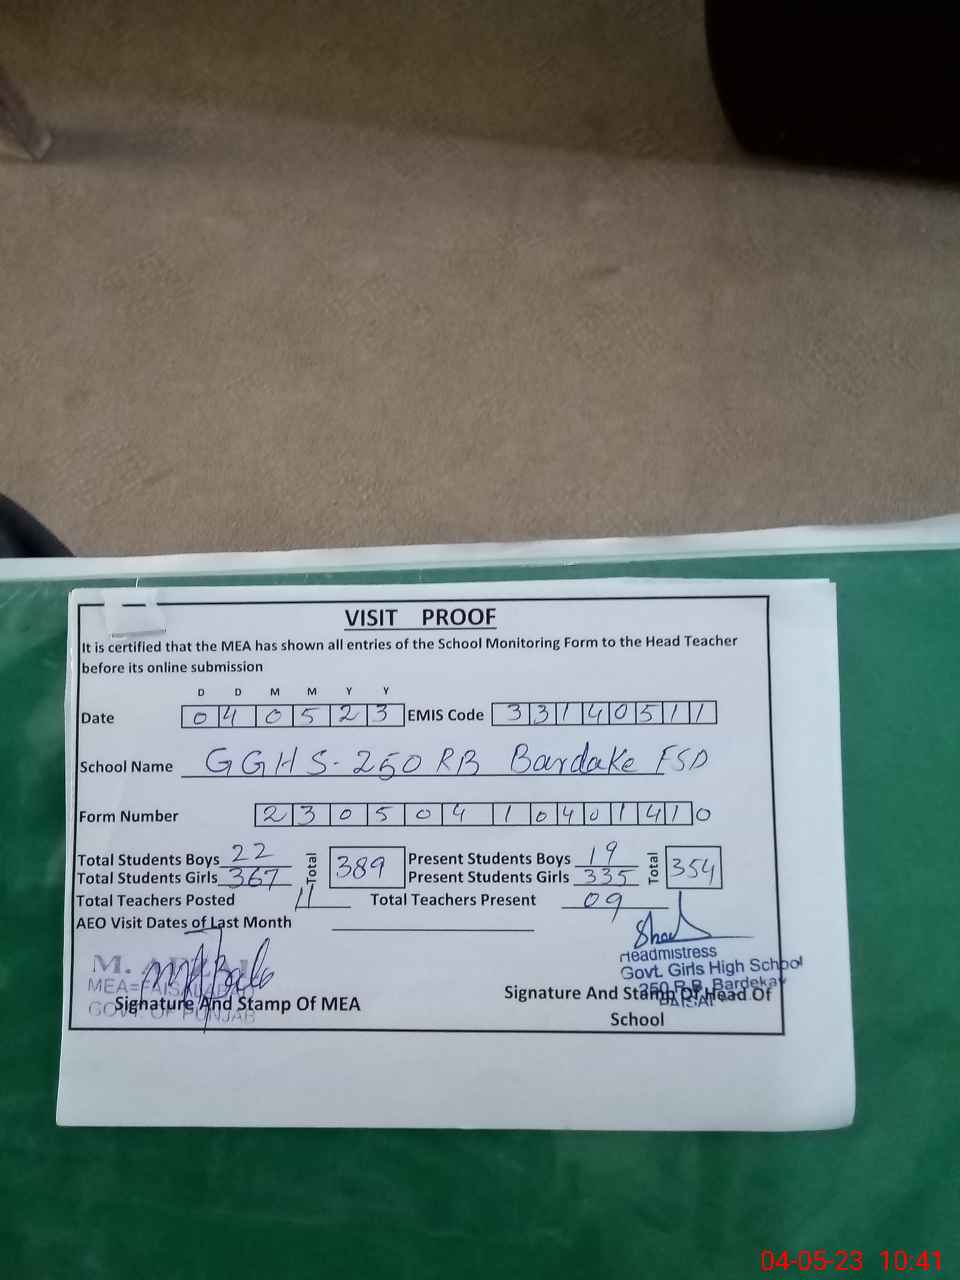 VISIT PROOF
It is certified that the MEA has shown all entries of the School Monitoring Form to the Head Teacher
before its online submission
D D M M Y Y
Date 0 4 0 5 2 3 EMIS Code 3 3 1 4 0 5 1 1
School Name GGHS-250 RB Bardake FSD
Form Number 2 3 0 5 0 4 1 0 4 0 1 4 1 0
Total Students Boys 22 Total 389 Present Students Boys 19 Total 354
Total Students Girls 367 Present Students Girls 335
Total Teachers Posted 11 Total Teachers Present 09
AEO Visit Dates of Last Month
Headmistress
Govt. Girls High School
250 R.B. Bardekay
M.
MEA=FAISALABAD
GOVT. OF PUNJAB
Signature And Stamp Of MEA
Signature And Stamp Of Head Of
School
04-05-23 10:41